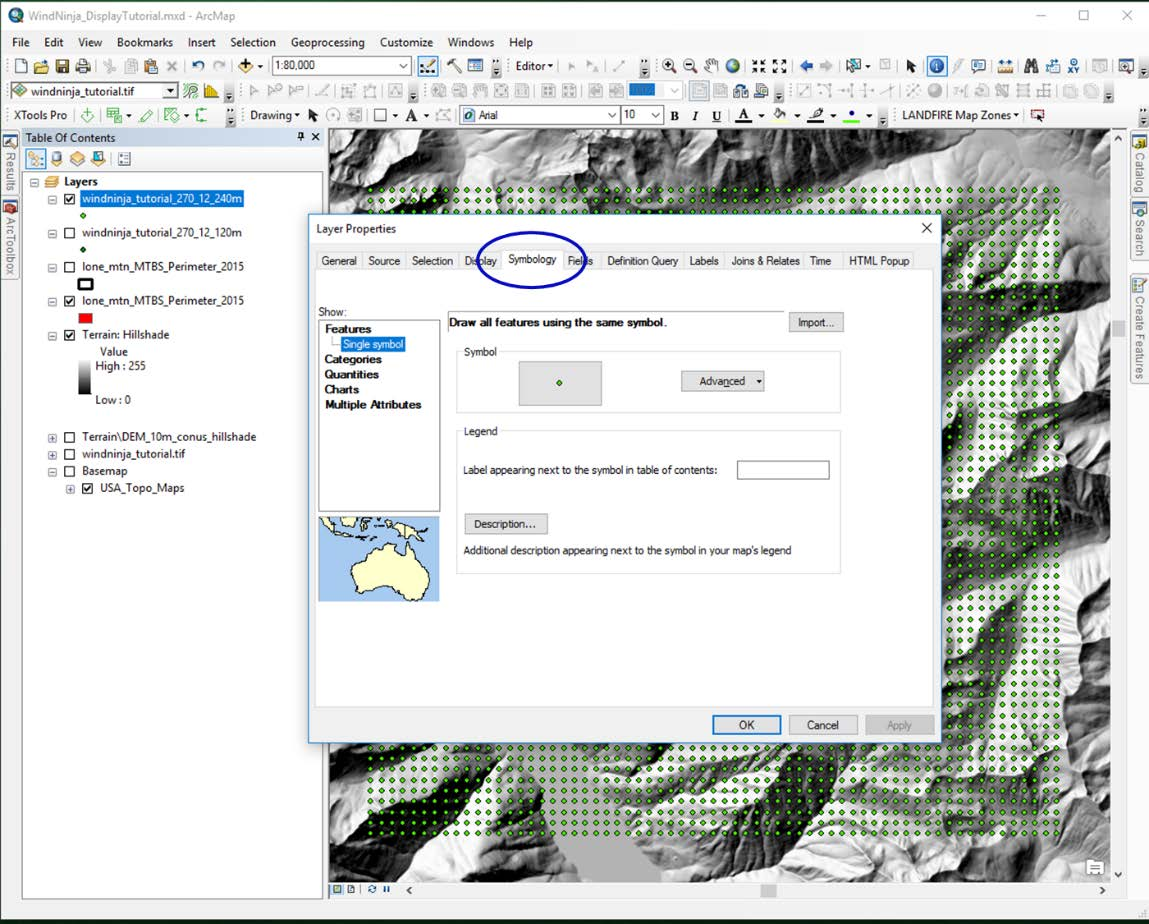 WindNinja_DisplayTutorial.mxd - ArcMap
File Edit View Bookmarks Insert Selection Geoprocessing Customize Windows Help
1:80,000 Editor
windninja_tutorial.tif
XTools Pro Drawing A Arial 10 B I U A LANDFIRE Map Zones
Table Of Contents
Results
ArcToolbox
Layers
windninja_tutorial_270_12_240m
windninja_tutorial_270_12_120m
lone_mtn_MTBS_Perimeter_2015
lone_mtn_MTBS_Perimeter_2015
Terrain: Hillshade
Value
High : 255
Low : 0
Terrain\DEM_10m_conus_hillshade
windninja_tutorial.tif
Basemap
USA_Topo_Maps
Layer Properties
General Source Selection Display Symbology Fields Definition Query Labels Joins & Relates Time HTML Popup
Show:
Features
Single symbol
Categories
Quantities
Charts
Multiple Attributes
Draw all features using the same symbol.
Import...
Symbol
Advanced
Legend
Label appearing next to the symbol in table of contents:
Description...
Additional description appearing next to the symbol in your map's legend
OK Cancel Apply
Catalog
Search
Create Features